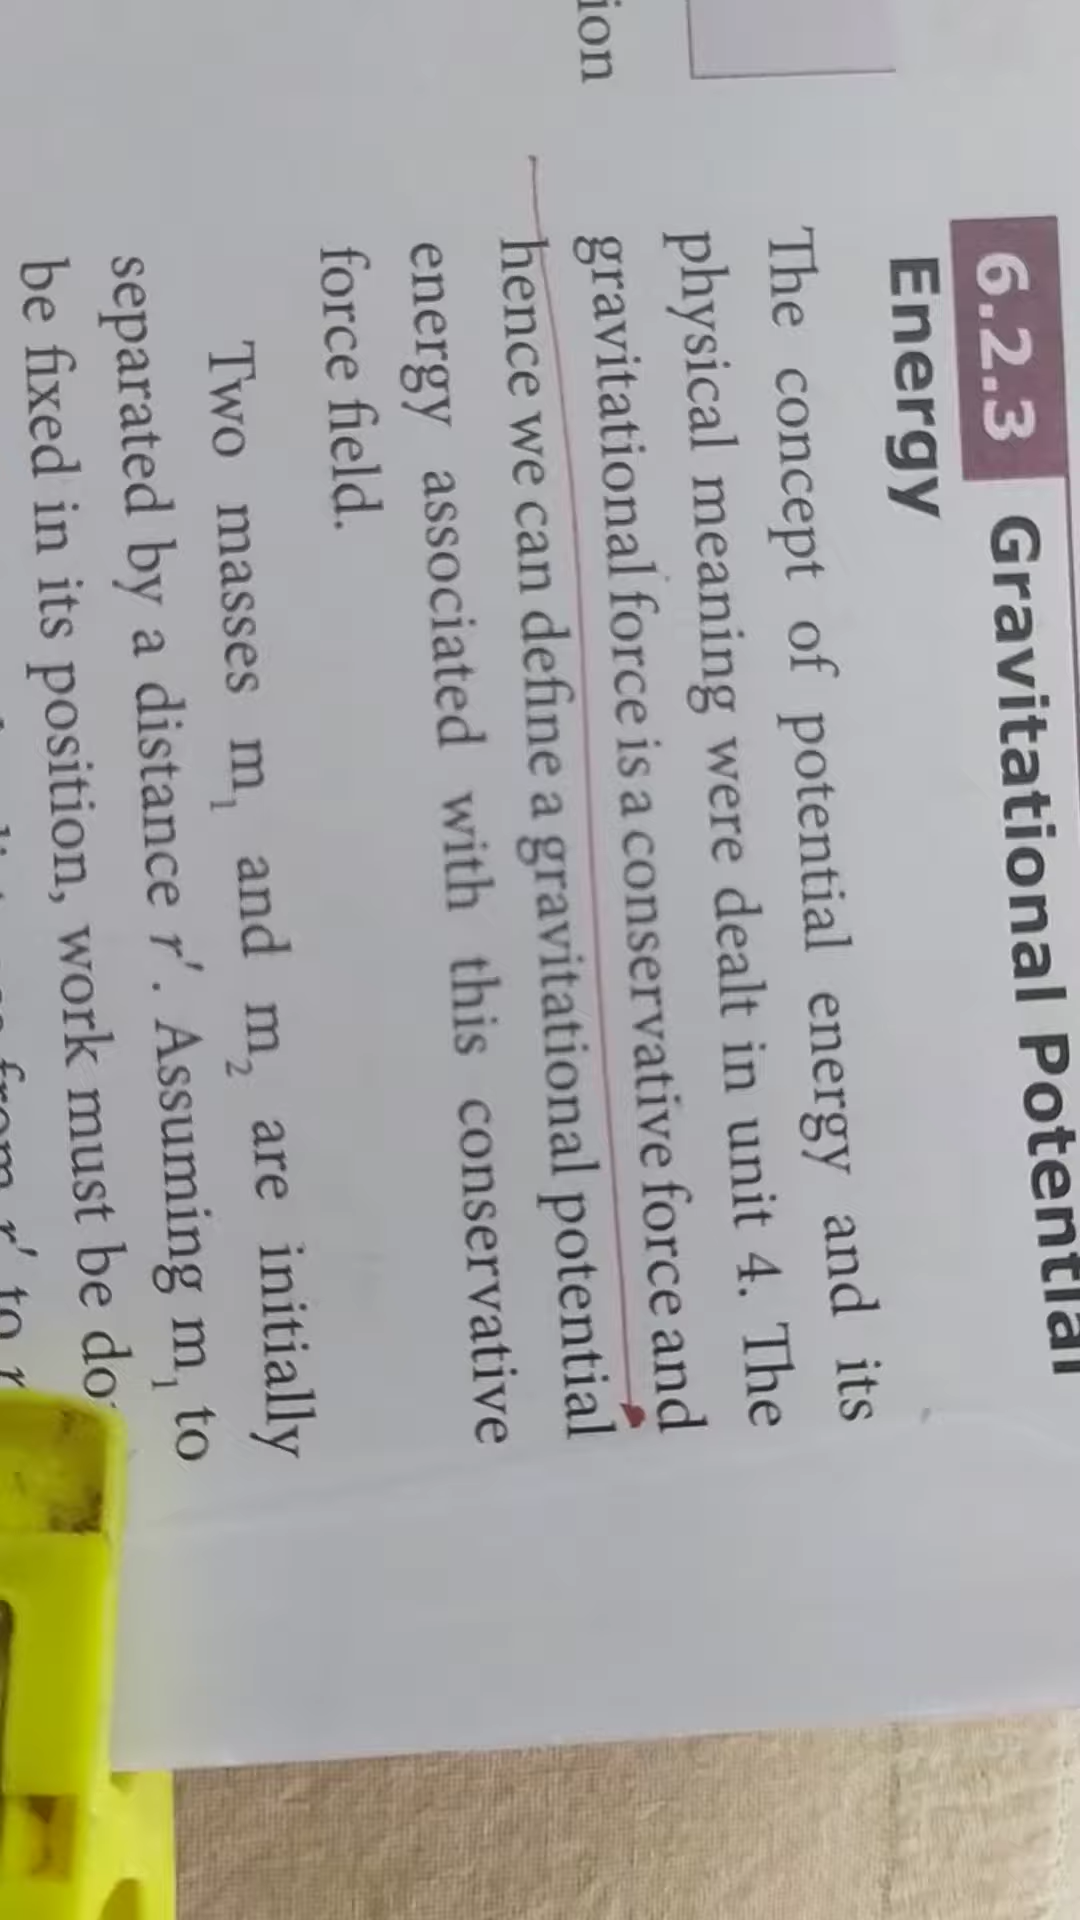 ion
6.2.3 Gravitational Potential
Energy
The concept of potential energy and its
physical meaning were dealt in unit 4. The
gravitational force is a conservative force and
hence we can define a gravitational potential
energy associated with this conservative
force field.
Two masses m₁ and m₂ are initially
separated by a distance r′. Assuming m₁ to
be fixed in its position, work must be
from r′ to r